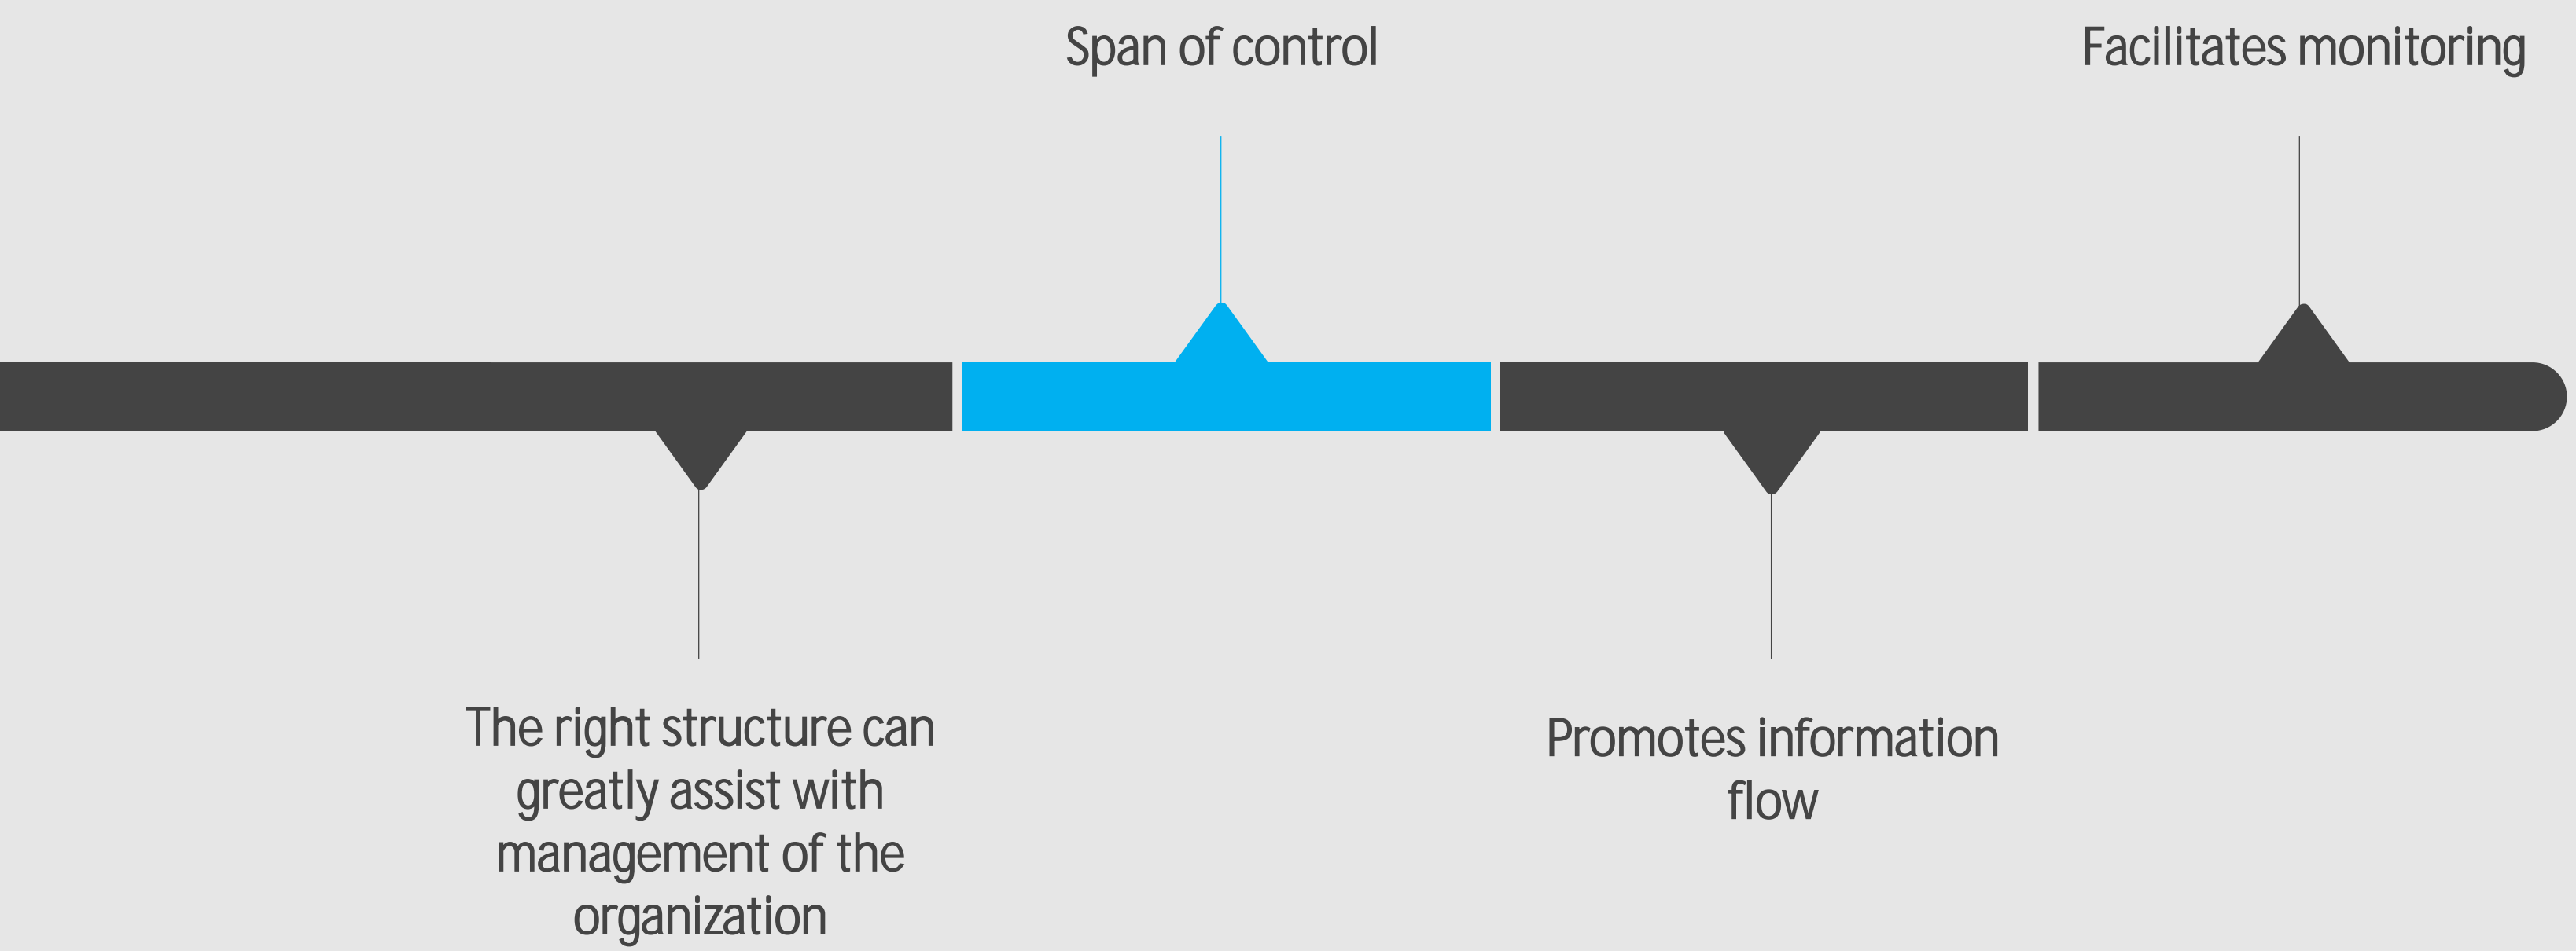 Span of control
Facilitates monitoring
The right structure can
greatly assist with
management of the
organization
Promotes information
flow